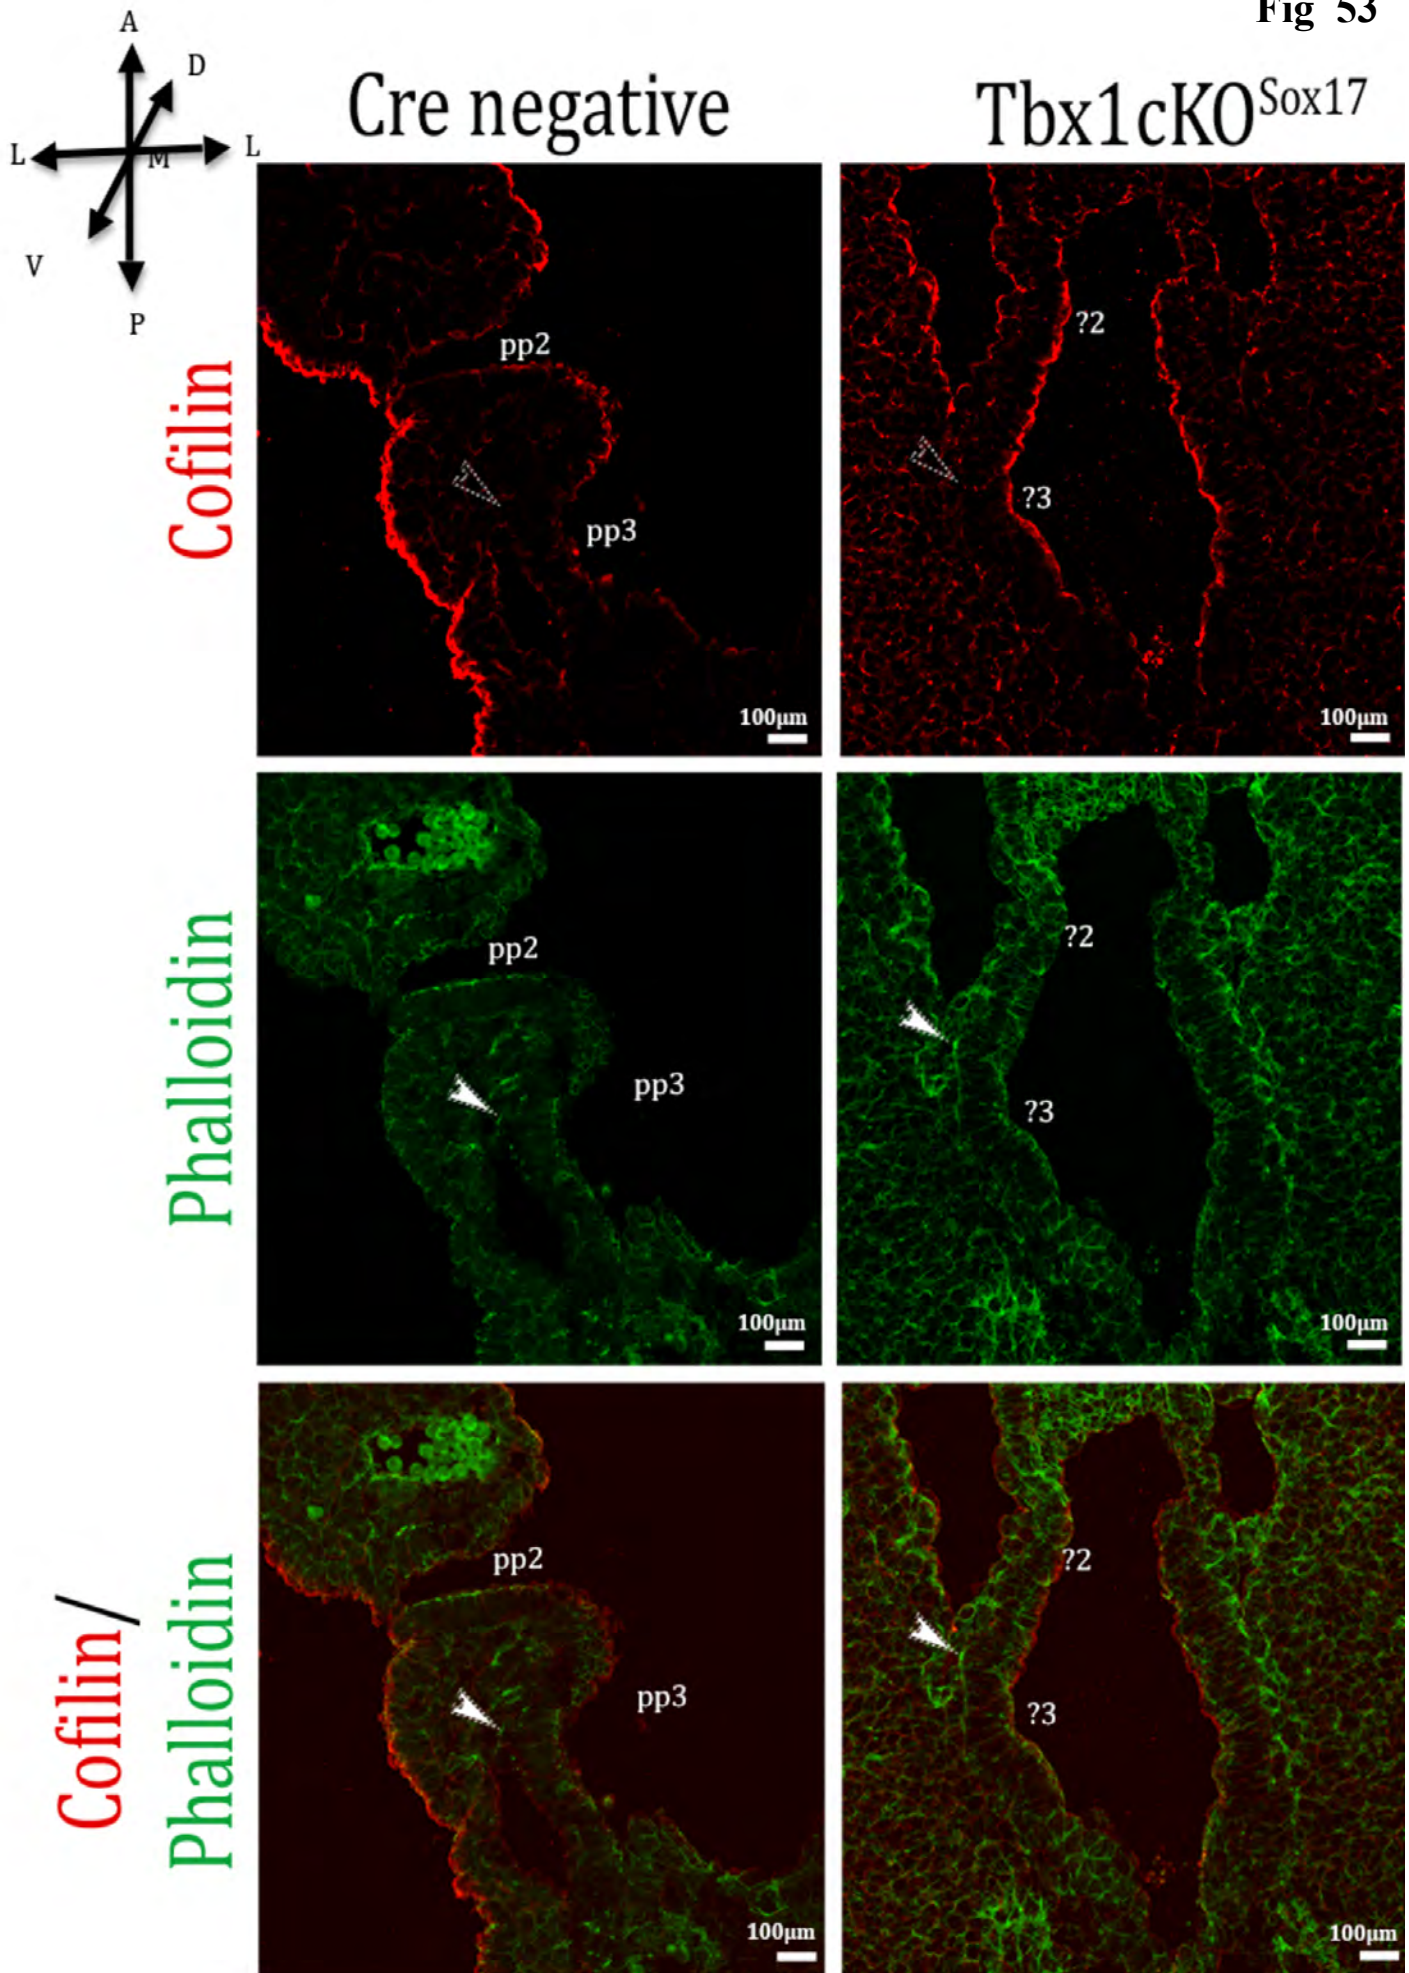 Fig 53
A
D
L
M
L
V
P
Cre negative
Tbx1cKO^Sox17
Cofilin
pp2
pp3
100µm
?2
?3
100µm
Phalloidin
pp2
pp3
100µm
?2
?3
100µm
Cofilin/
Phalloidin
pp2
pp3
100µm
?2
?3
100µm